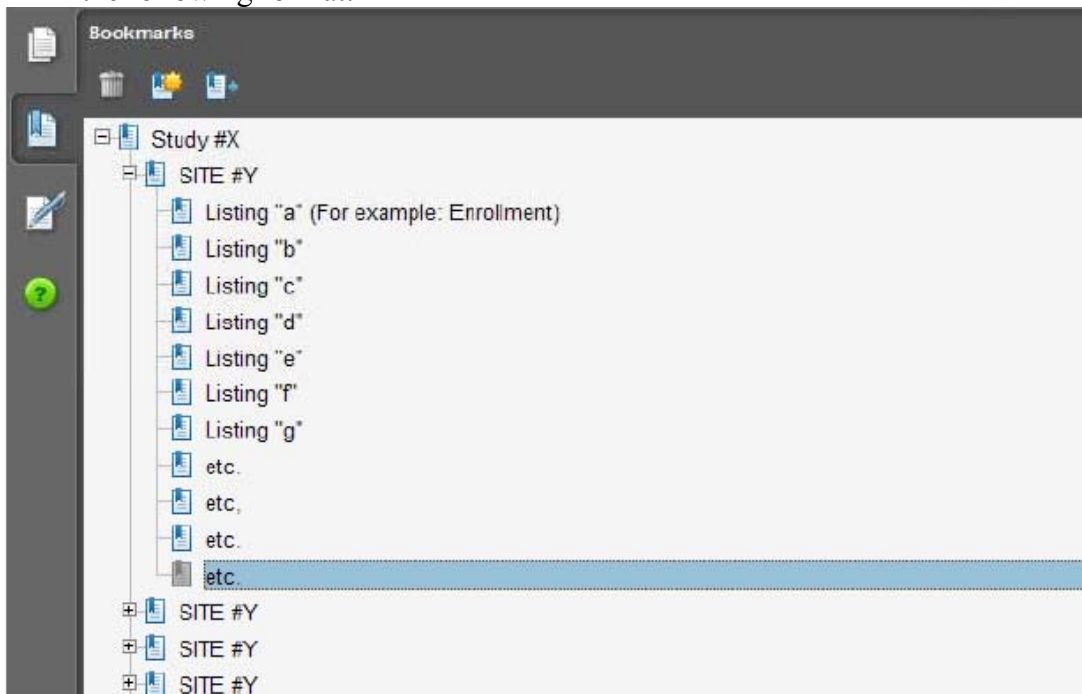 Bookmarks
Study #X
SITE #Y
Listing "a" (For example: Enrollment)
Listing "b"
Listing "c"
Listing "d"
Listing "e"
Listing "f"
Listing "g"
etc.
etc,
etc.
etc.
SITE #Y
SITE #Y
SITE #Y